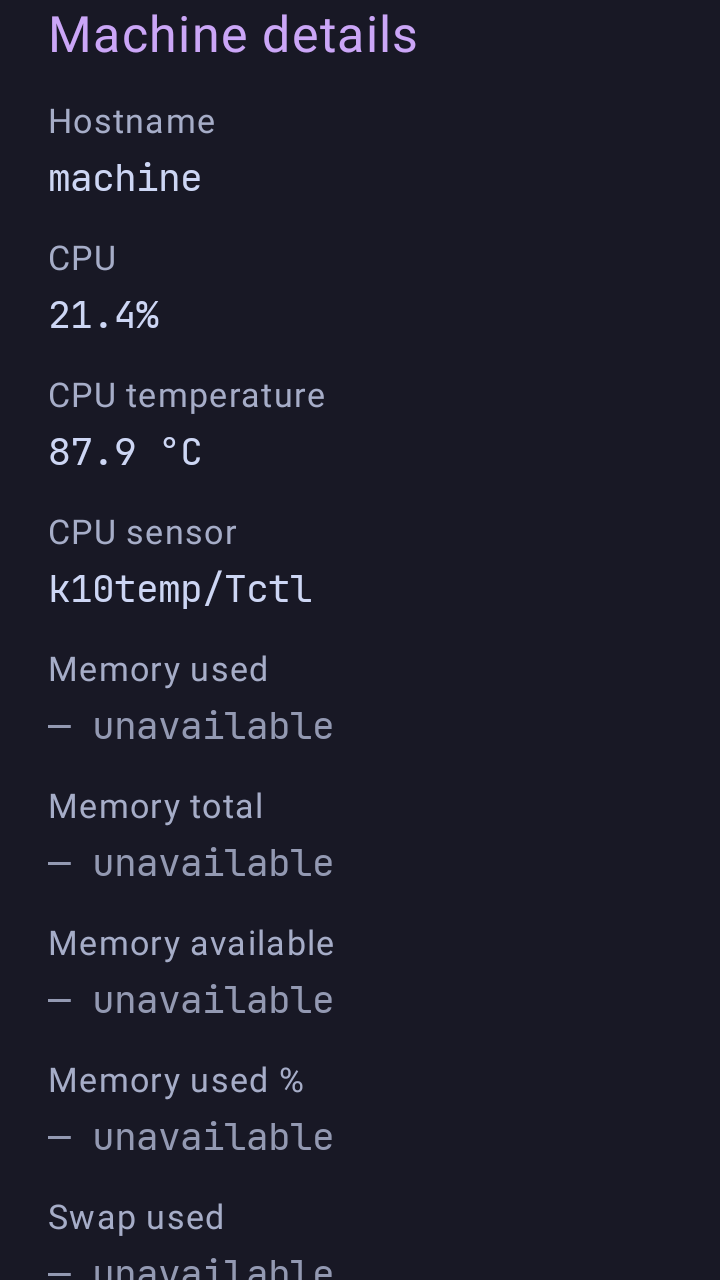 Machine details
Hostname
machine
CPU
21.4%
CPU temperature
87.9 °C
CPU sensor
k10temp/Tctl
Memory used
— unavailable
Memory total
— unavailable
Memory available
— unavailable
Memory used %
— unavailable
Swap used
— unavailable